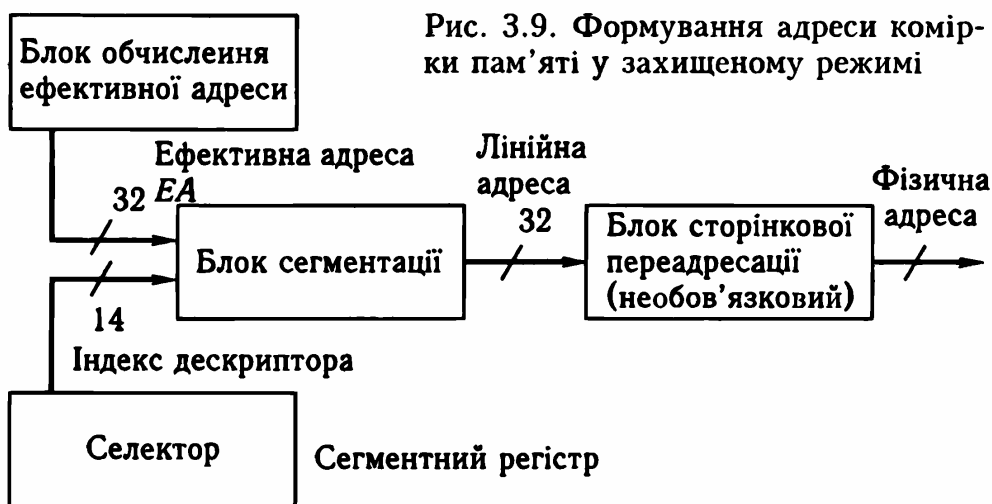 Блок обчислеиня
ефективної адреси
Рис. 3.9. Формування адреси комір-
ки пам’яті у захищеному режимі
Ефективна адреса
32 EA
Лінійна
адреса
32
Фізична
адреса
Блок сегментації
Блок сторінкової
переадресації
(необов’язковий)
14
Індекс дескриптора
Селектор
Сегментний регістр